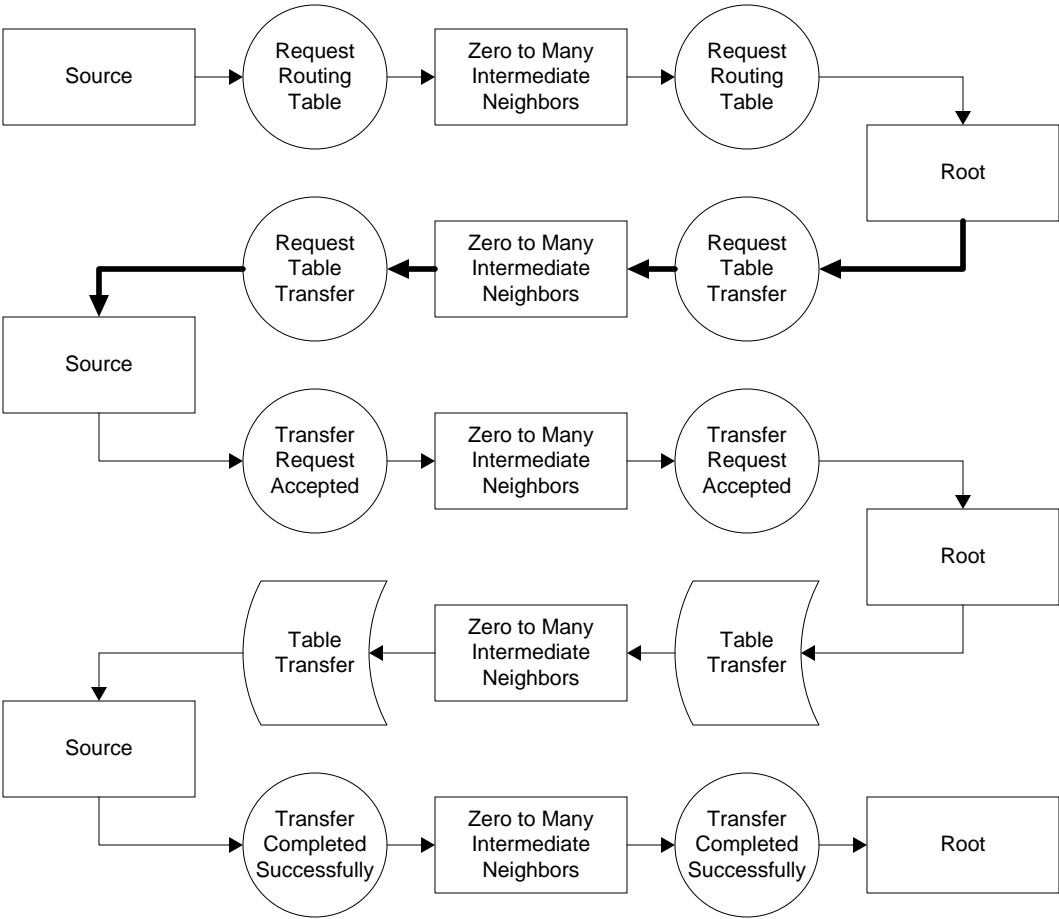 Source
Request
Routing
Table
Zero to Many
Intermediate
Neighbors
Request
Routing
Table
Root
Request
Table
Transfer
Zero to Many
Intermediate
Neighbors
Request
Table
Transfer
Source
Transfer
Request
Accepted
Zero to Many
Intermediate
Neighbors
Transfer
Request
Accepted
Root
Table
Transfer
Zero to Many
Intermediate
Neighbors
Table
Transfer
Source
Transfer
Completed
Successfully
Zero to Many
Intermediate
Neighbors
Transfer
Completed
Successfully
Root